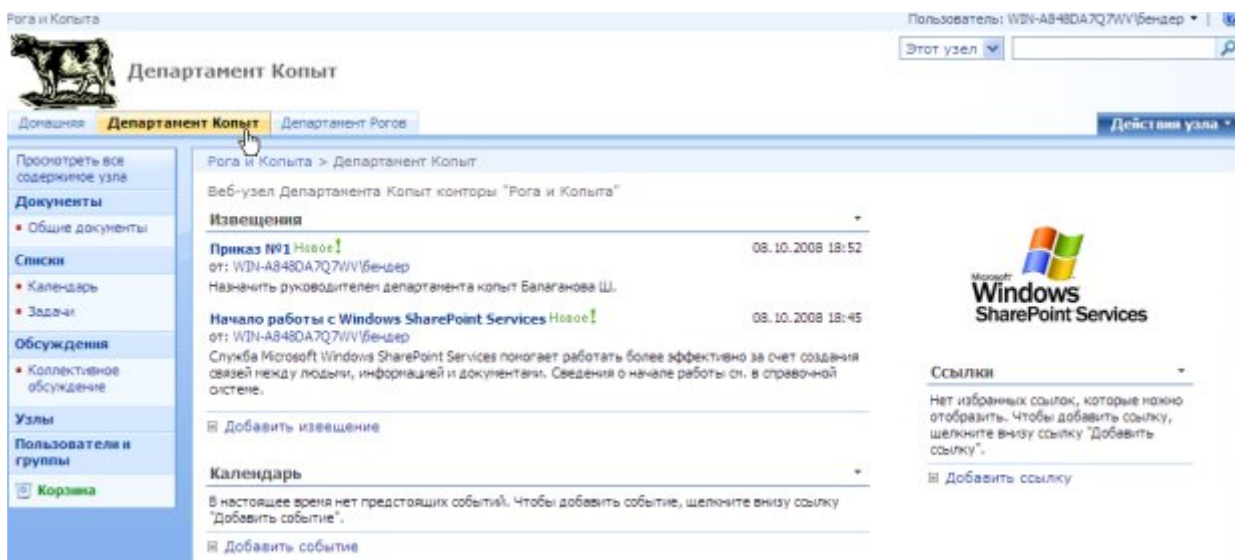 Рога и Копыта
Пользователь: WIN-A848DA7Q7WV\бендер
Этот узел
Департамент Копыт
Домашняя Департамент Копыт Департамент Рогов
Действия узла
Просмотреть все
содержимое узла
Документы
Общие документы
Списки
Календарь
Задачи
Обсуждения
Коллективное
обсуждение
Узлы
Пользователи и
группы
Корзина
Рога и Копыта > Департамент Копыт
Веб-узел Департамента Копыт конторы "Рога и Копыта"
Извещения
Приказ №1 Новое! 08.10.2008 18:52
от: WIN-A848DA7Q7WV\бендер
Назначить руководителем департамента копыт Балаганова Ш.
Начало работы с Windows SharePoint Services Новое! 08.10.2008 18:45
от: WIN-A848DA7Q7WV\бендер
Служба Microsoft Windows SharePoint Services помогает работать более эффективно за счет создания
связей между людьми, информацией и документами. Сведения о начале работы см. в справочной
системе.
Добавить извещение
Календарь
В настоящее время нет предстоящих событий. Чтобы добавить событие, щелкните внизу ссылку
"Добавить событие".
Добавить событие
Microsoft
Windows
SharePoint Services
Ссылки
Нет избранных ссылок, которые можно
отобразить. Чтобы добавить ссылку,
щелкните внизу ссылку "Добавить
ссылку".
Добавить ссылку